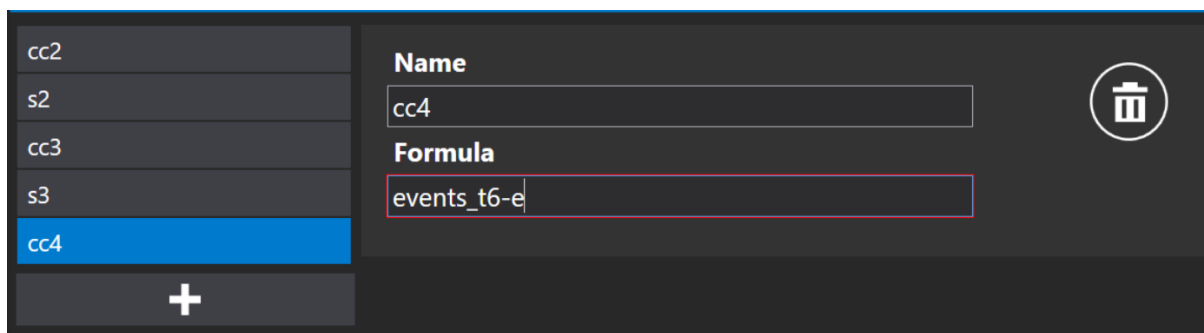 cc2
s2
cc3
s3
cc4
Name
cc4
Formula
events_t6-e